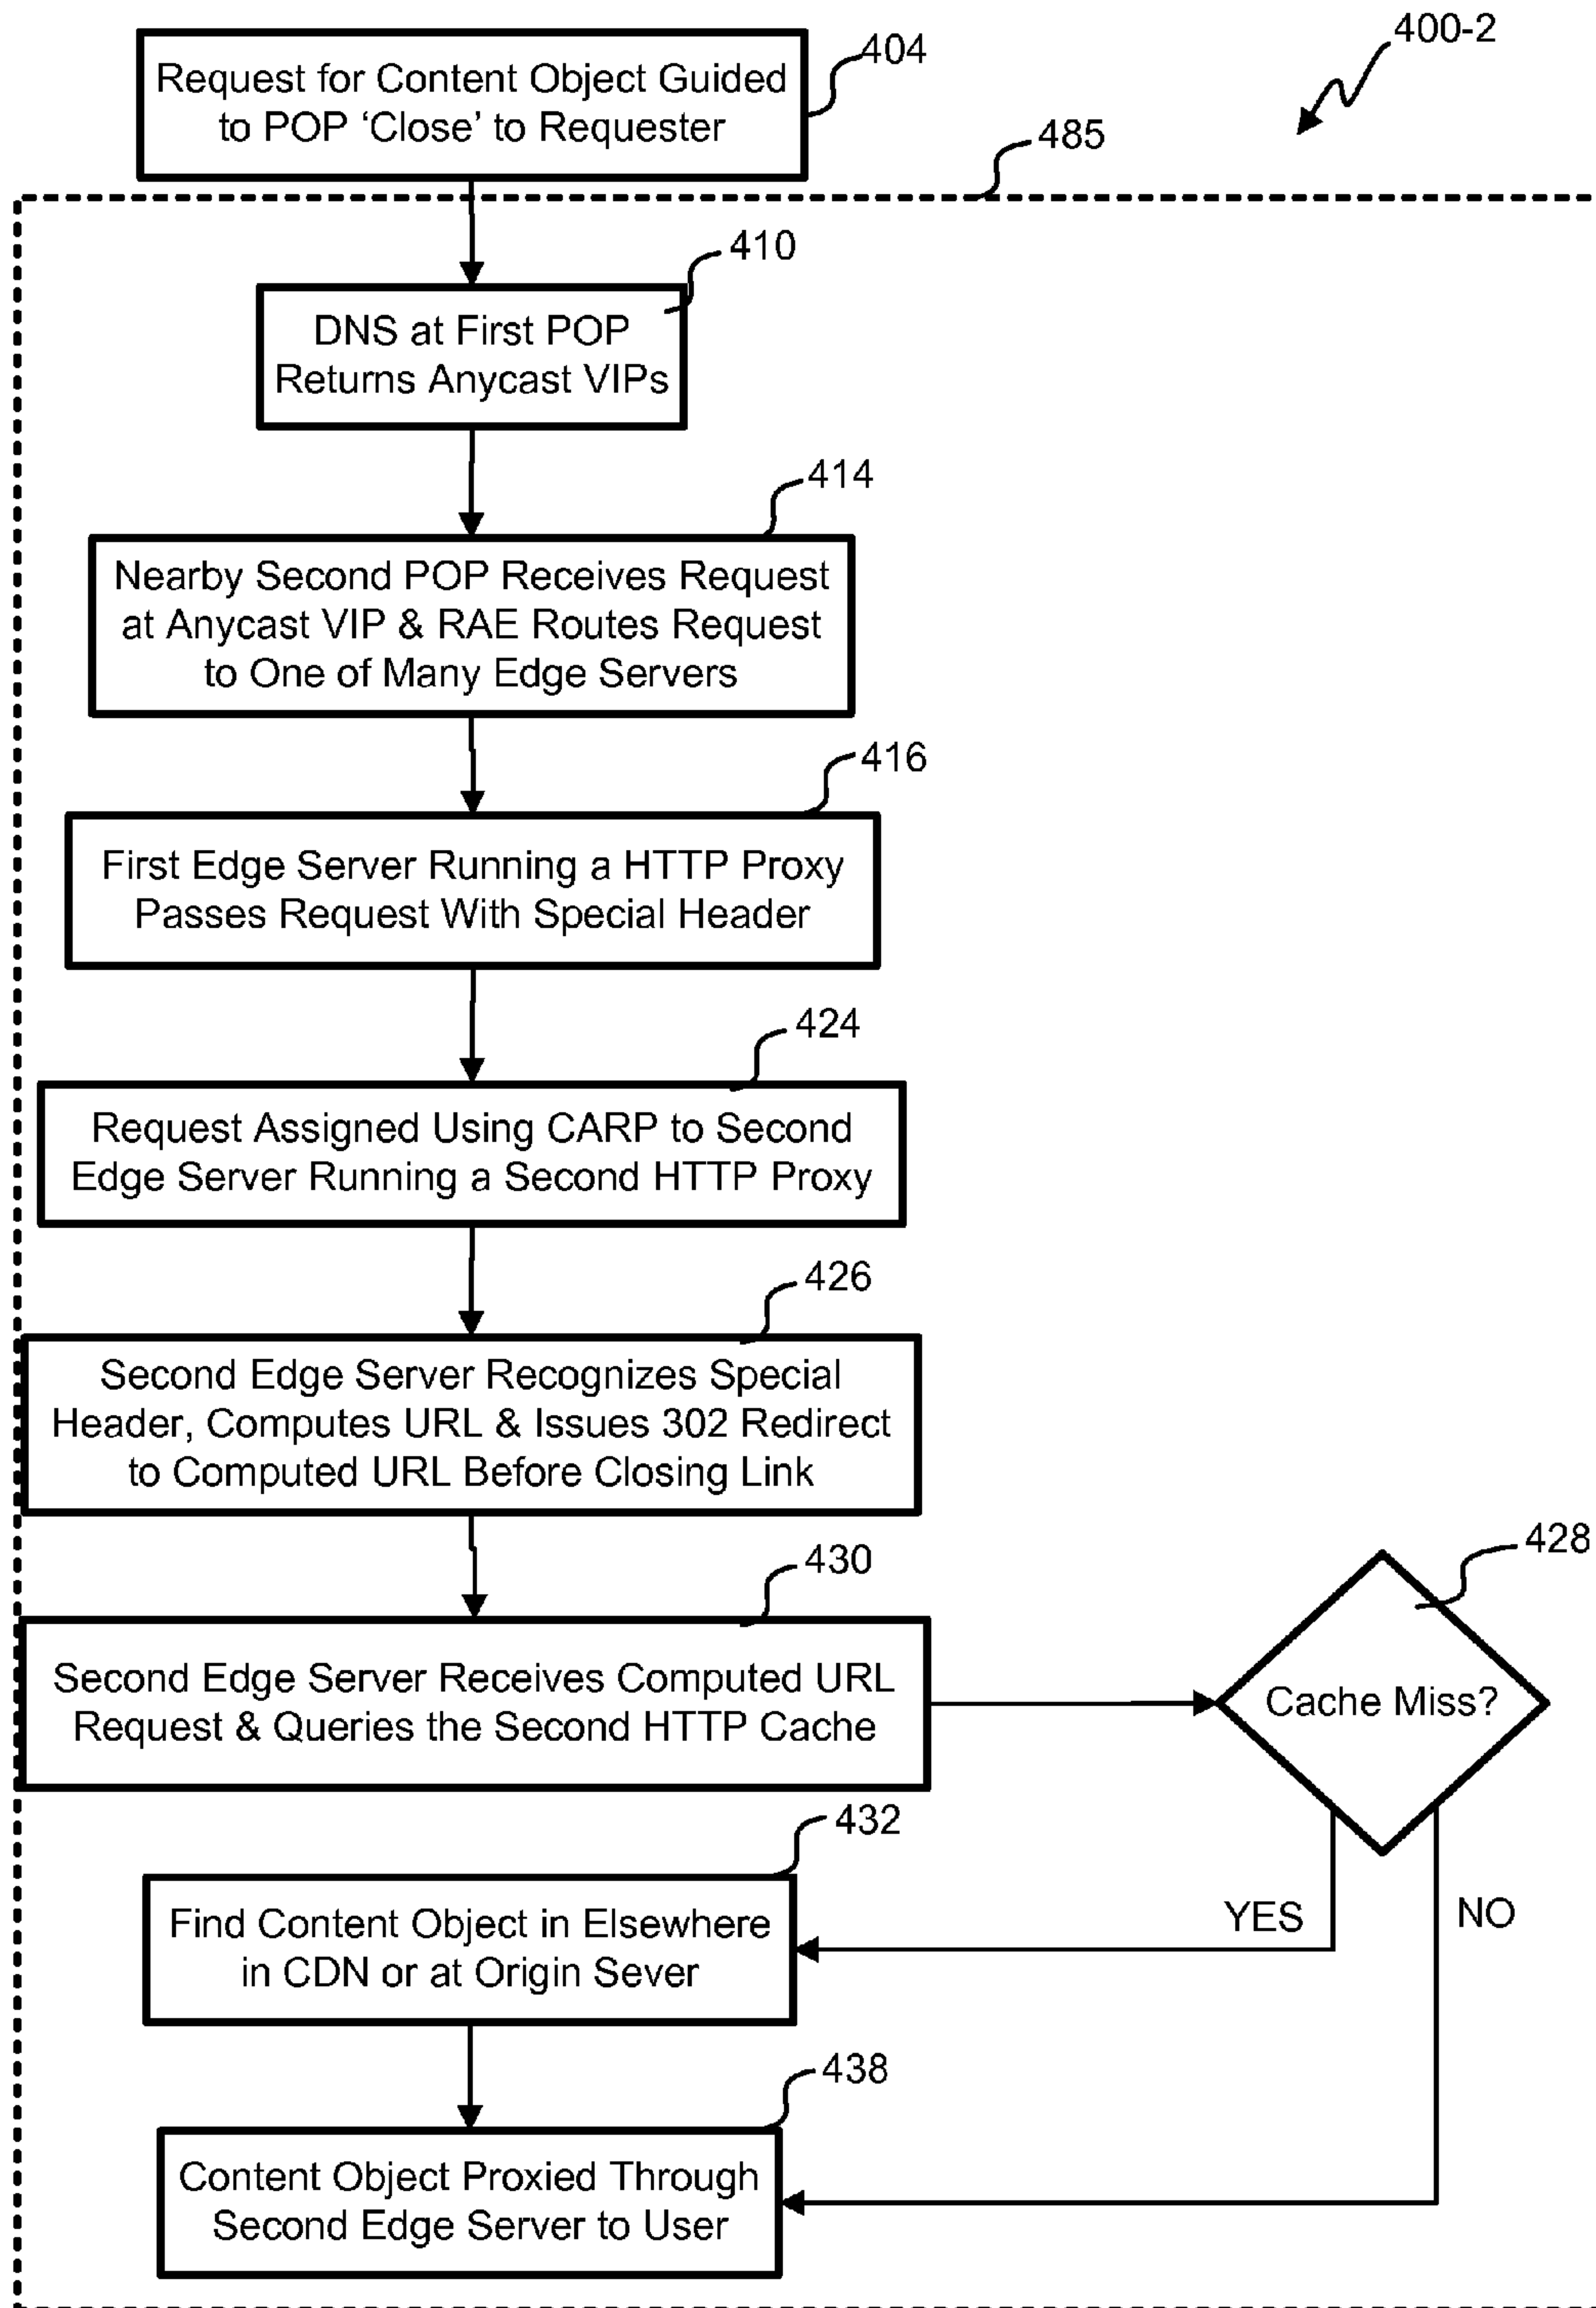 400-2
404
Request for Content Object Guided
to POP ‘Close’ to Requester
485
410
DNS at First POP
Returns Anycast VIPs
414
Nearby Second POP Receives Request
at Anycast VIP & RAE Routes Request
to One of Many Edge Servers
416
First Edge Server Running a HTTP Proxy
Passes Request With Special Header
424
Request Assigned Using CARP to Second
Edge Server Running a Second HTTP Proxy
426
Second Edge Server Recognizes Special
Header, Computes URL & Issues 302 Redirect
to Computed URL Before Closing Link
430
Second Edge Server Receives Computed URL
Request & Queries the Second HTTP Cache
428
Cache Miss?
YES
NO
432
Find Content Object in Elsewhere
in CDN or at Origin Sever
438
Content Object Proxied Through
Second Edge Server to User